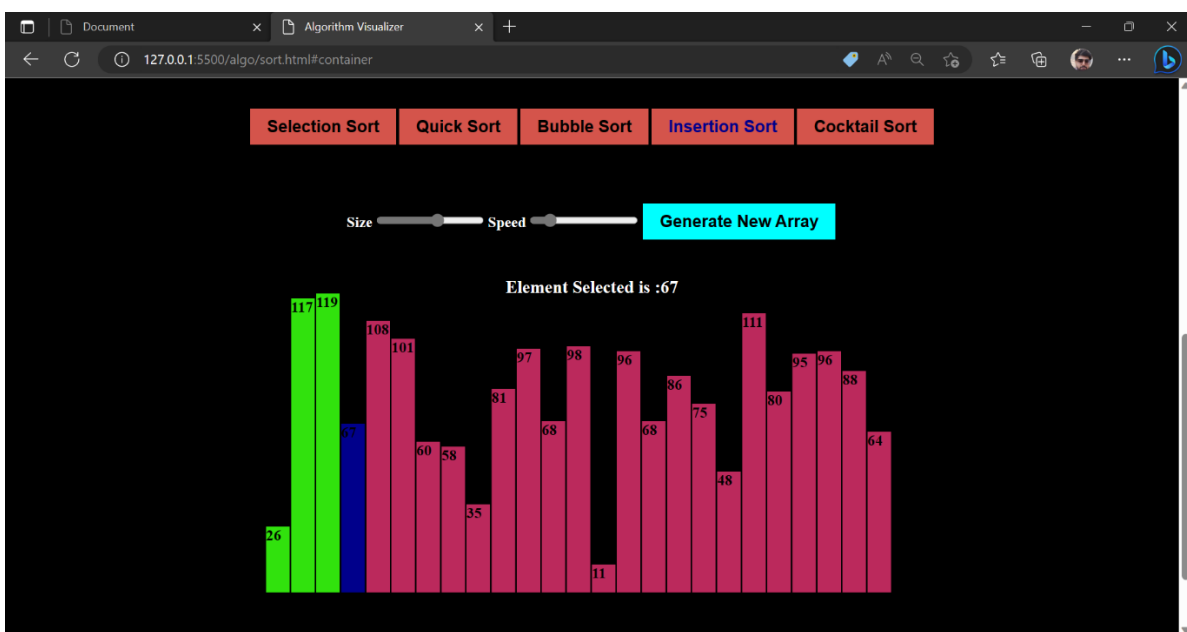 Document
Algorithm Visualizer
127.0.0.1:5500/algo/sort.html#container
Selection Sort Quick Sort Bubble Sort Insertion Sort Cocktail Sort
Size Speed Generate New Array
Element Selected is :67
26 117 119 67 108 101 60 58 35 81 97 68 98 11 96 68 86 75 48 111 80 95 96 88 64